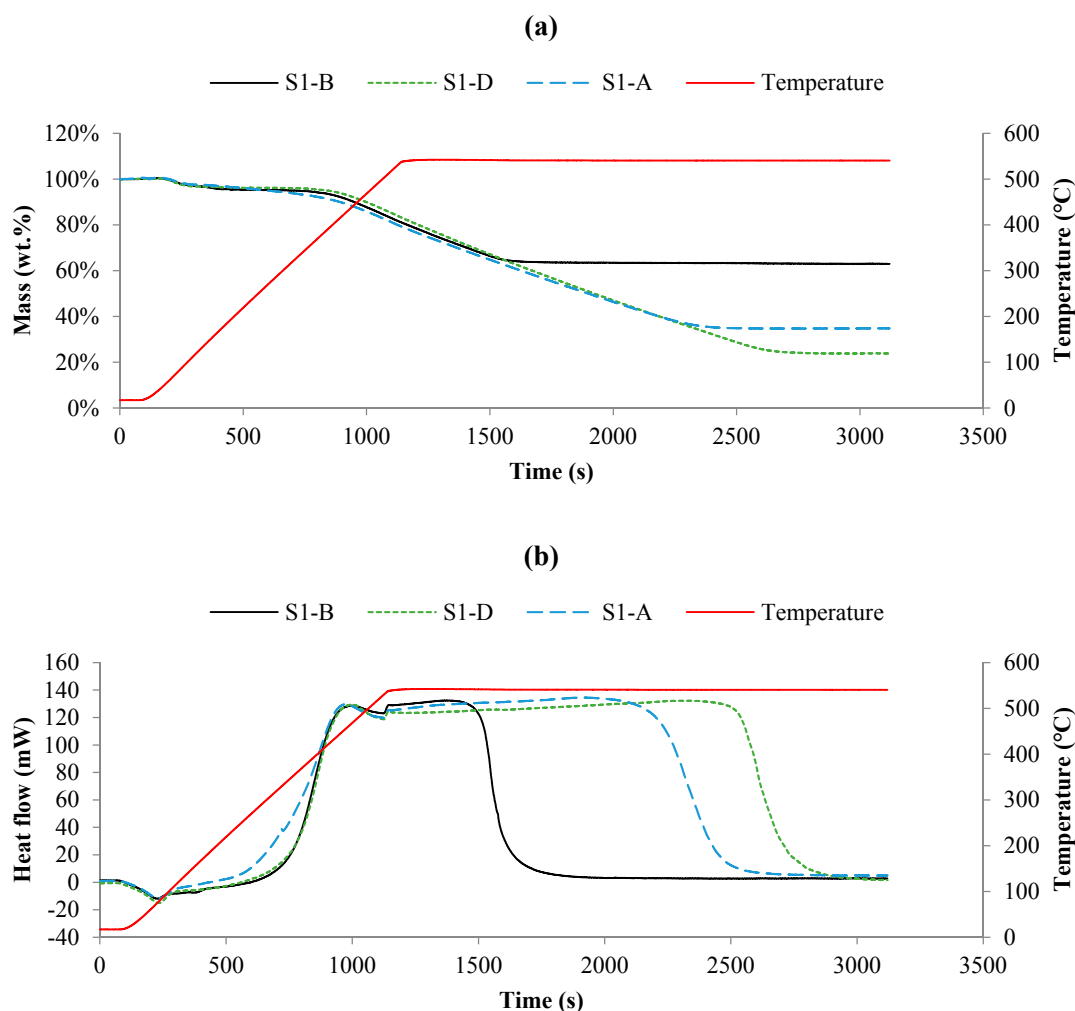 (a)
S1-B S1-D S1-A Temperature
120% 600
100% 500
80% 400
60% 300
40% 200
20% 100
0% 0
Mass (wt.%)
Temperature (°C)
0 500 1000 1500 2000 2500 3000 3500
Time (s)
(b)
S1-B S1-D S1-A Temperature
160 600
140
120 500
100 400
80
60 300
40
20 200
0 100
-20
-40 0
Heat flow (mW)
Temperature (°C)
0 500 1000 1500 2000 2500 3000 3500
Time (s)